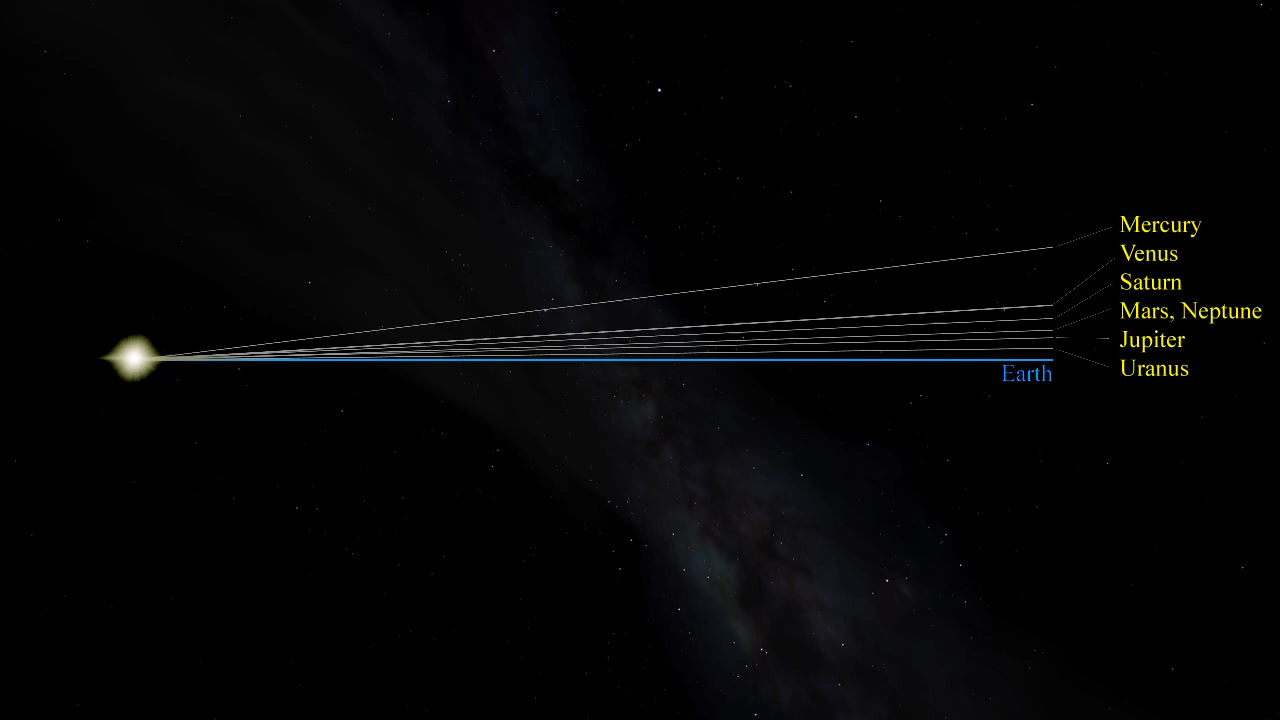 Mercury
Venus
Saturn
Mars, Neptune
Jupiter
Uranus
Earth